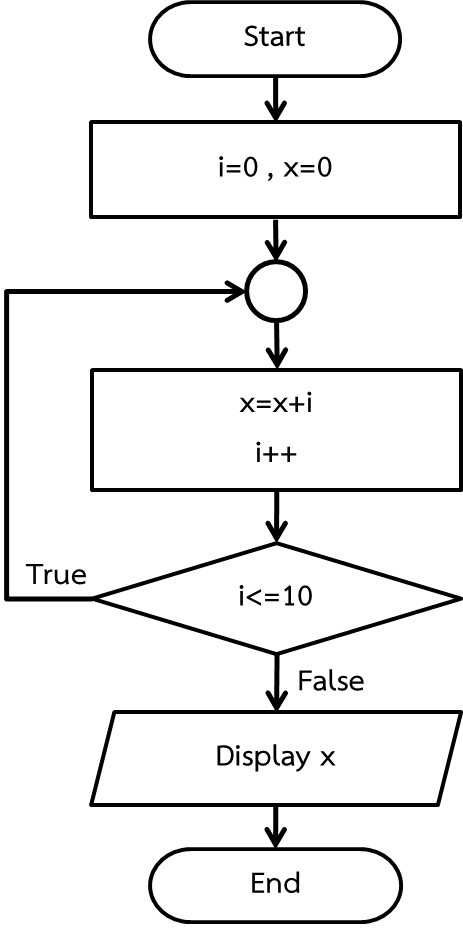 Start
i=0 , x=0
x=x+i
i++
True
i<=10
False
Display x
End